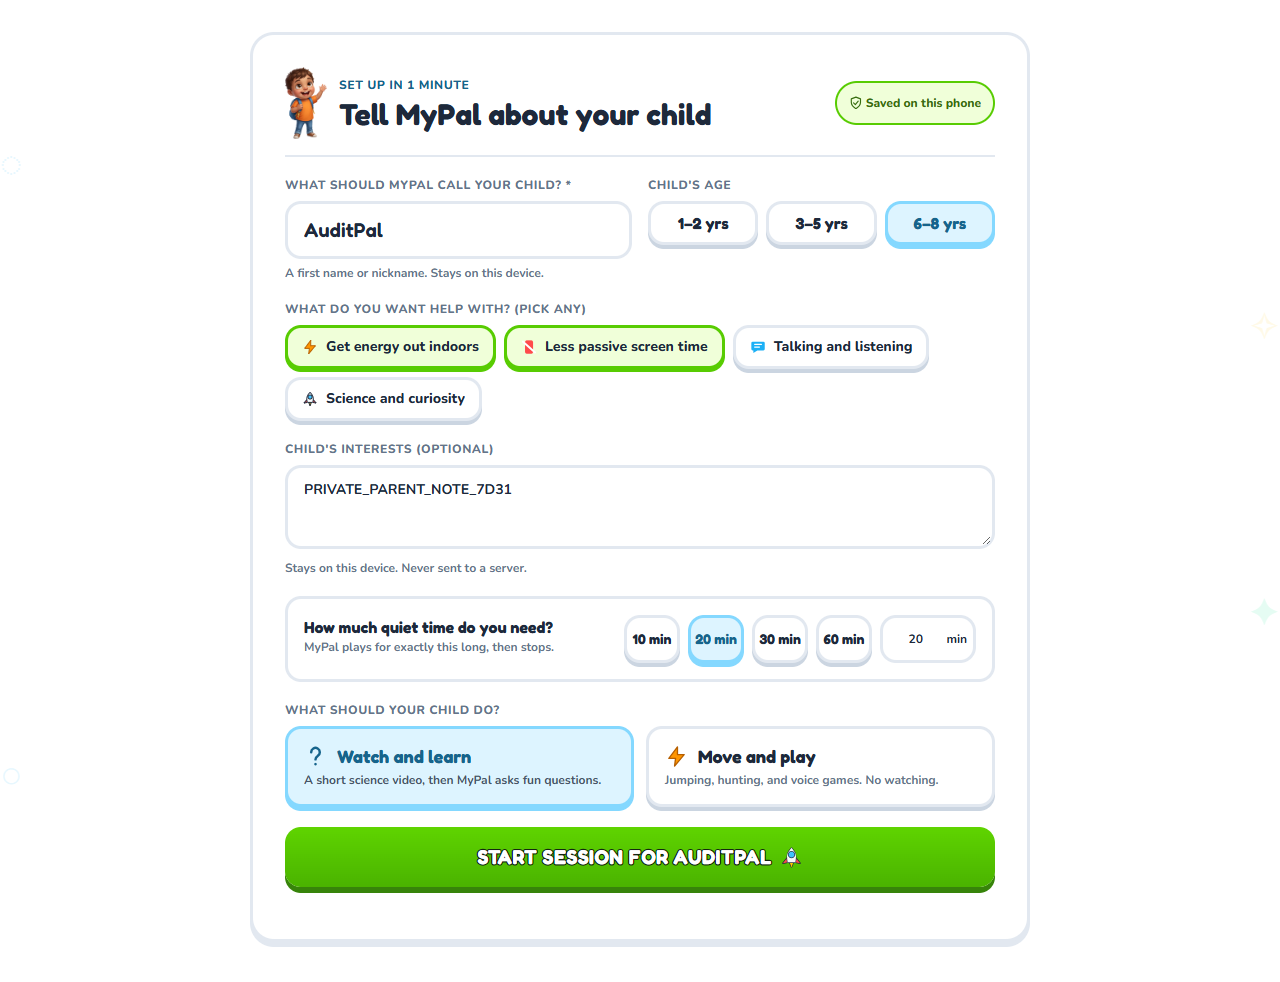 SET UP IN 1 MINUTE
Tell MyPal about your child
Saved on this phone
WHAT SHOULD MYPAL CALL YOUR CHILD? *
AuditPal
A first name or nickname. Stays on this device.
CHILD'S AGE
1–2 yrs
3–5 yrs
6–8 yrs
WHAT DO YOU WANT HELP WITH? (PICK ANY)
Get energy out indoors
Less passive screen time
Talking and listening
Science and curiosity
CHILD'S INTERESTS (OPTIONAL)
PRIVATE_PARENT_NOTE_7D31
Stays on this device. Never sent to a server.
How much quiet time do you need?
MyPal plays for exactly this long, then stops.
10 min
20 min
30 min
60 min
20 min
WHAT SHOULD YOUR CHILD DO?
Watch and learn
A short science video, then MyPal asks fun questions.
Move and play
Jumping, hunting, and voice games. No watching.
START SESSION FOR AUDITPAL